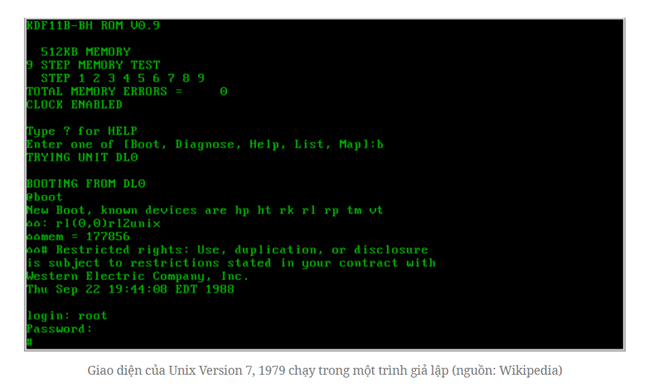 KDF11B-BH ROM V0.9
512KB MEMORY
9 STEP MEMORY TEST
STEP 1 2 3 4 5 6 7 8 9
TOTAL MEMORY ERRORS = 0
CLOCK ENABLED
Type ? for HELP
Enter one of [Boot, Diagnose, Help, List, Map]:b
TRYING UNIT DL0
BOOTING FROM DL0
@boot
New Boot, known devices are hp ht rk rl rp tm vt
: rl(0,0)rl2unix
mem = 177856
# Restricted rights: Use, duplication, or disclosure
is subject to restrictions stated in your contract with
Western Electric Company, Inc.
Thu Sep 22 19:44:08 EDT 1988
login: root
Password:
#
Giao diện của Unix Version 7, 1979 chạy trong một trình giả lập (nguồn: Wikipedia)